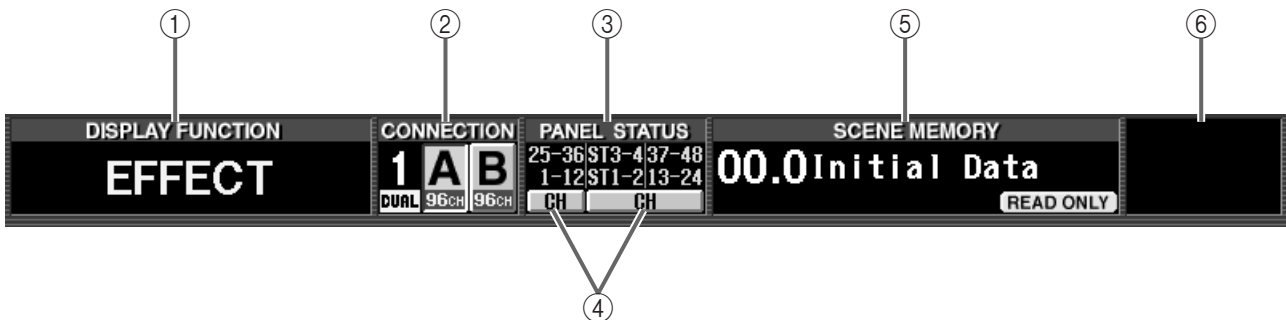 ① ② ③ ⑤ ⑥
DISPLAY FUNCTION
EFFECT
CONNECTION
1 A B
DUAL 96CH 96CH
PANEL STATUS
25-36 ST3-4 37-48
1-12 ST1-2 13-24
CH CH
SCENE MEMORY
00.0 Initial Data
READ ONLY
④